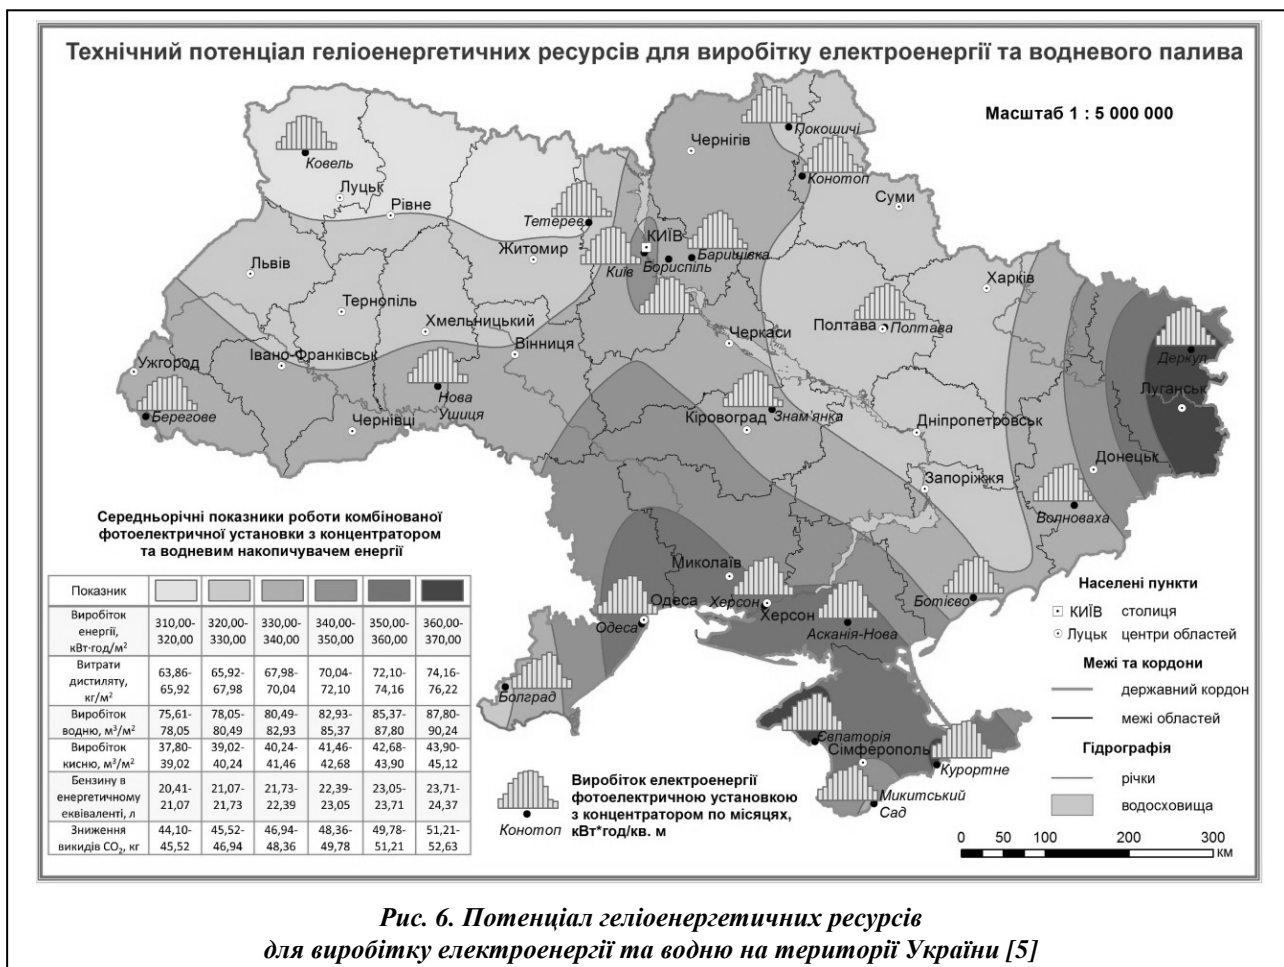 Технічний потенціал геліоенергетичних ресурсів для виробітку електроенергії та водневого палива
Масштаб 1 : 5 000 000
Покошичі
Чернігів
Ковель
Конотоп
Луцьк
Суми
Рівне
Тетерев
КИЇВ
Житомир
Баришівка
Київ
Бориспіль
Львів
Харків
Тернопіль
Хмельницький
Черкаси
Полтава
Полтава
Вінниця
Івано-Франківськ
Ужгород
Деркул
Нова
Ушиця
Луганськ
Берегове
Знам'янка
Кіровоград
Чернівці
Дніпропетровськ
Донецьк
Запоріжжя
Волноваха
Миколаїв
Херсон
Одеса
Херсон
Ботієво
Одеса
Асканія-Нова
Болград
Євпаторія
Сімферополь
Курортне
Микитський
Сад
Середньорічні показники роботи комбінованої
фотоелектричної установки з концентратором
та водневим накопичувачем енергії
Показник
Виробіток
енергії,
кВт·год/м²
310,00-
320,00
320,00-
330,00
330,00-
340,00
340,00-
350,00
350,00-
360,00
360,00-
370,00
Витрати
дистиляту,
кг/м²
63,86-
65,92
65,92-
67,98
67,98-
70,04
70,04-
72,10
72,10-
74,16
74,16-
76,22
Виробіток
водню, м³/м²
75,61-
78,05
78,05-
80,49
80,49-
82,93
82,93-
85,37
85,37-
87,80
87,80-
90,24
Виробіток
кисню, м³/м²
37,80-
39,02
39,02-
40,24
40,24-
41,46
41,46-
42,68
42,68-
43,90
43,90-
45,12
Бензину в
енергетичному
еквіваленті, л
20,41-
21,07
21,07-
21,73
21,73-
22,39
22,39-
23,05
23,05-
23,71
23,71-
24,37
Зниження
викидів CO₂, кг
44,10-
45,52
45,52-
46,94
46,94-
48,36
48,36-
49,78
49,78-
51,21
51,21-
52,63
Виробіток електроенергії
фотоелектричною установкою
з концентратором по місяцях,
кВт*год/кв. м
Конотоп
Населені пункти
КИЇВ столиця
Луцьк центри областей
Межі та кордони
державний кордон
межі областей
Гідрографія
річки
водосховища
0 50 100 200 300
км
Рис. 6. Потенціал геліоенергетичних ресурсів
для виробітку електроенергії та водню на території України [5]